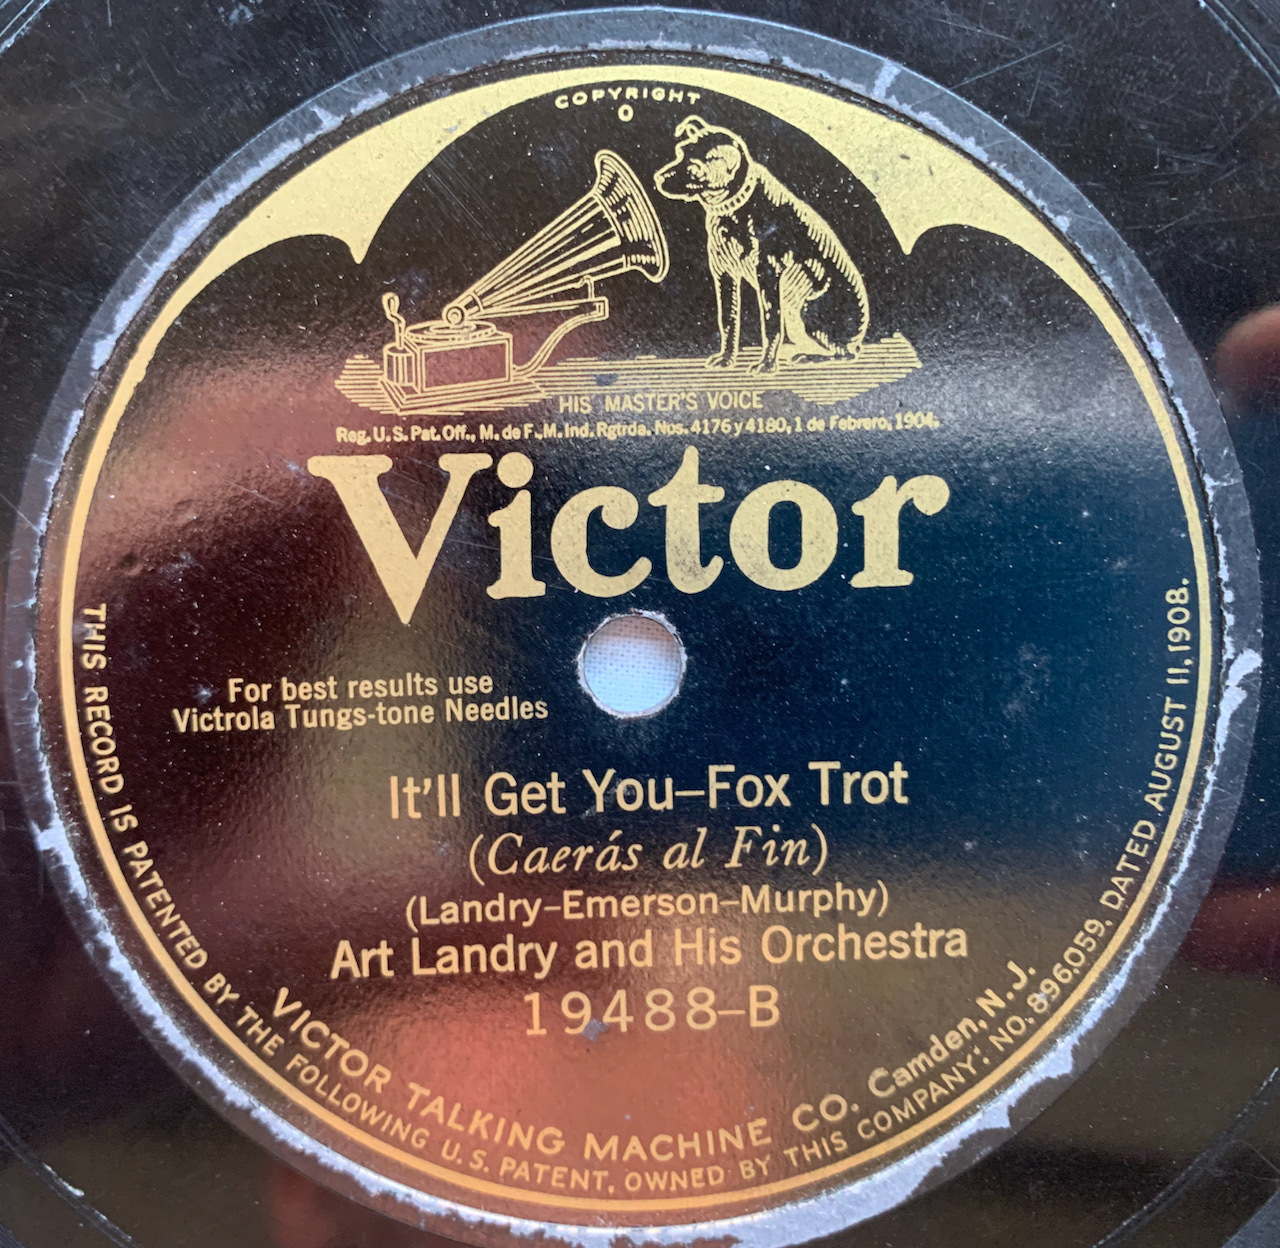 COPYRIGHT
HIS MASTER'S VOICE
Reg. U.S. Pat. Off., M. de F., M. Ind. Rgtrda. Nos. 4176 y 4180, 1 de Febrero, 1904.
Victor
For best results use
Victrola Tungs-tone Needles
It'll Get You–Fox Trot
(Caerás al Fin)
(Landry–Emerson–Murphy)
Art Landry and His Orchestra
19488–B
VICTOR TALKING MACHINE CO. Camden, N.J.
THIS RECORD IS PATENTED BY THE FOLLOWING U.S. PATENT, OWNED BY THIS COMPANY: NO. 896,059, DATED AUGUST 11, 1908.